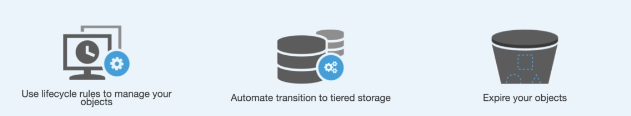 Use lifecycle rules to manage your
objects
Automate transition to tiered storage
Expire your objects